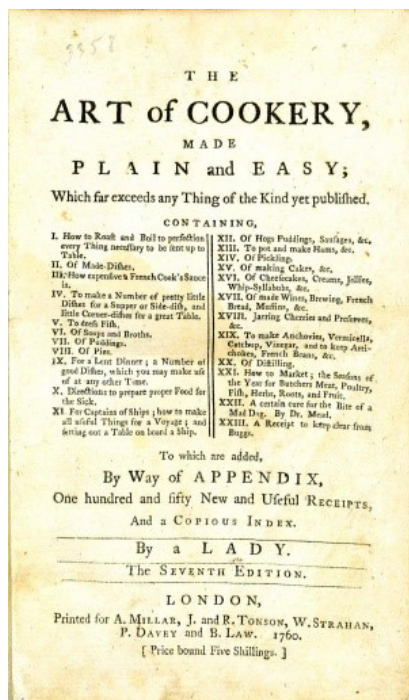 3358
THE
ART of COOKERY,
MADE
PLAIN and EASY;
Which far exceeds any Thing of the Kind yet publiſhed.
CONTAINING,
I. How to Roaſt and Boil to perfection
every Thing neceſſary to be ſent up to
Table.
II. Of Made-Diſhes.
III. How expenſive a French Cook's Sauce
is.
IV. To make a Number of pretty little
Diſhes for a Supper or Side-diſh, and
little Corner-diſhes for a great Table.
V. To dreſs Fiſh.
VI. Of Soops and Broths.
VII. Of Puddings.
VIII. Of Pies.
IX. For a Lent Dinner; a Number of
good Diſhes, which you may make uſe
of at any other Time.
X. Directions to prepare proper Food for
the Sick.
XI. For Captains of Ships; how to make
all uſeful Things for a Voyage; and
ſetting out a Table on board a Ship.
XII. Of Hogs Puddings, Sauſages, &c.
XIII. To pot and make Hams, &c.
XIV. Of Pickling.
XV. Of making Cakes, &c.
XVI. Of Cheeſecakes, Creams, Jellies,
Whip-Syllabubs, &c.
XVII. Of made Wines, Brewing, French
Bread, Muffins, &c.
XVIII. Jarring Cherries and Preſerves,
&c.
XIX. To make Anchovies, Vermicella,
Catchup, Vinegar, and to keep Arti-
chokes, French Beans, &c.
XX. Of Diſtilling.
XXI. How to Market; the Seaſons of
the Year for Butchers Meat, Poultry,
Fiſh, Herbs, Roots, and Fruit.
XXII. A certain cure for the Bite of a
Mad Dog. By Dr. Mead.
XXIII. A Receipt to keep clear from
Buggs.
To which are added,
By Way of APPENDIX,
One hundred and fifty New and Uſeful RECEIPTS,
And a COPIOUS INDEX.
By a LADY.
The SEVENTH EDITION.
LONDON,
Printed for A. MILLAR, J. and R. TONSON, W. STRAHAN,
P. DAVEY and B. LAW. 1760.
[ Price bound Five Shillings. ]